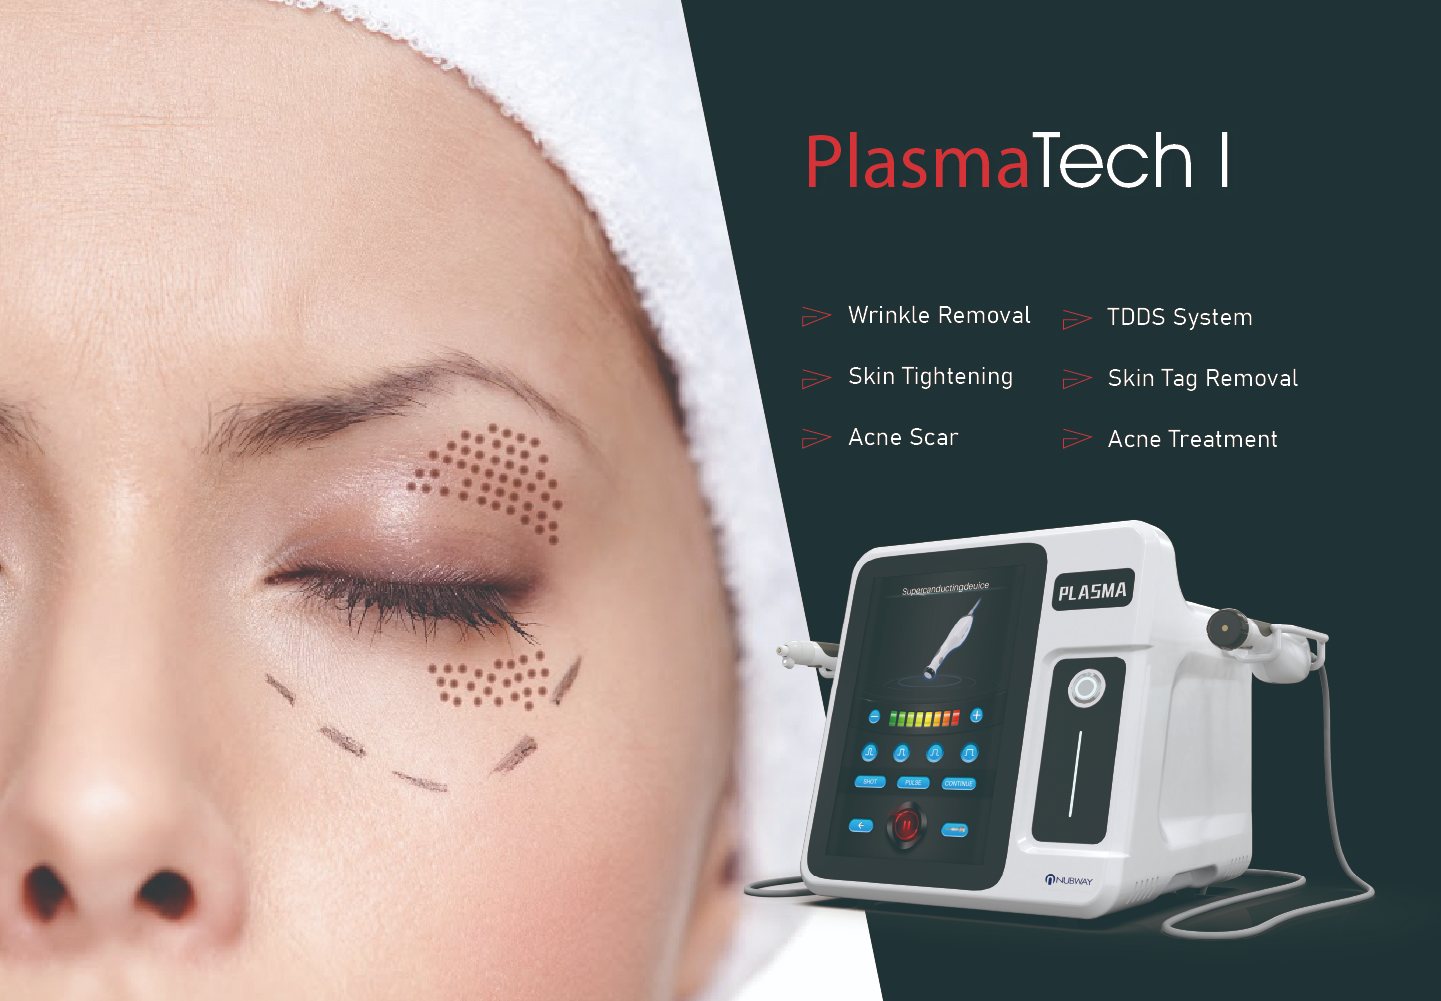 PlasmaTech I
Wrinkle Removal
TDDS System
Skin Tightening
Skin Tag Removal
Acne Scar
Acne Treatment
Superconductingdeuice
PLASMA
SHOT
PULSE
CONTINUE
NUBWAY